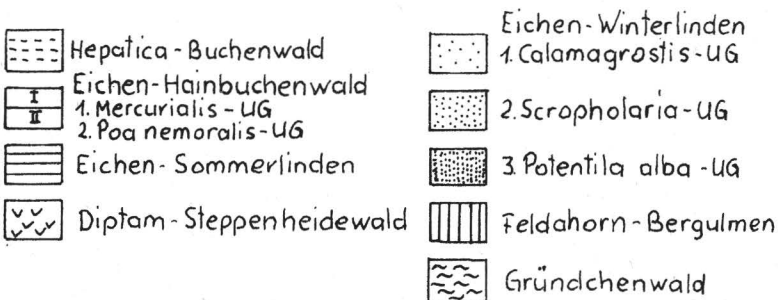 Hepatica-Buchenwald
Eichen-Hainbuchenwald
I 1. Mercurialis-UG
II 2. Poa nemoralis-UG
Eichen-Sommerlinden
Diptam-Steppenheidewald
Eichen-Winterlinden
1. Calamagrostis-UG
2. Scropholaria-UG
3. Potentila alba-UG
Feldahorn-Bergulmen
Gründchenwald